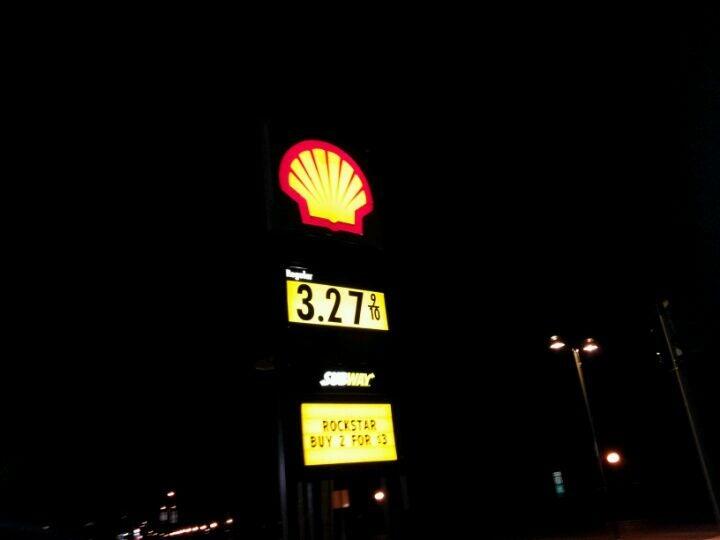 Regular
3.27 9/10
SUBWAY
ROCKSTAR
BUY 2 FOR $3